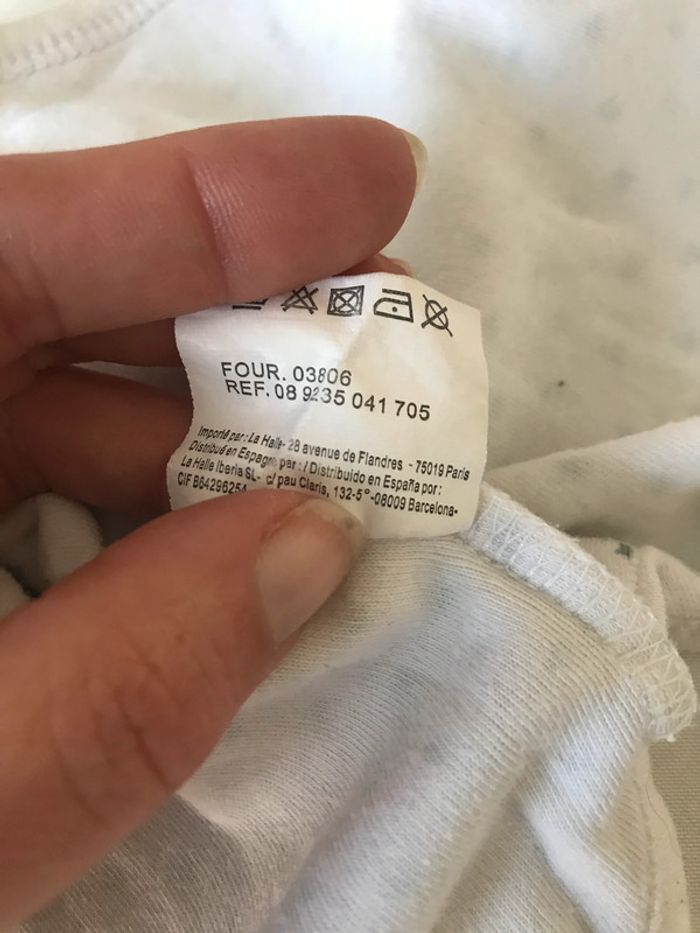 FOUR. 03806
REF. 08 9235 041 705
Importé par: La Halle- 28 avenue de Flandres - 75019 Paris
Distribué en Espagne par : / Distribuido en España por :
La Halle Iberia SL- c/ pau Claris, 132-5°-08009 Barcelona-
CIF B64296254